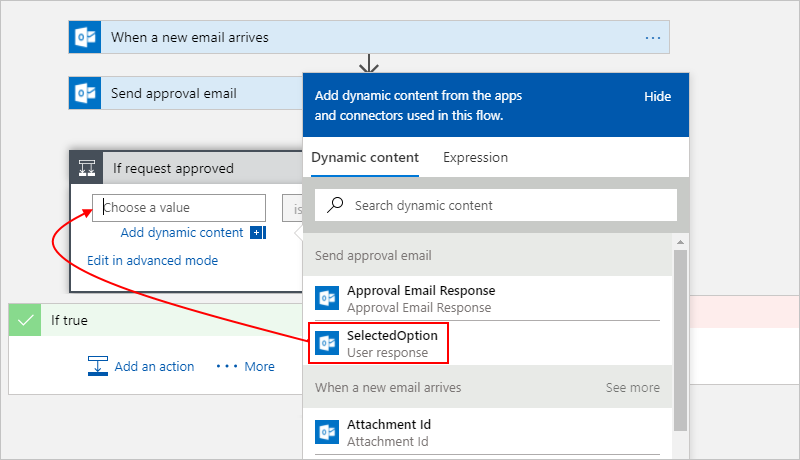 When a new email arrives
Send approval email
Add dynamic content from the apps
and connectors used in this flow.
Hide
Dynamic content
Expression
If request approved
Choose a value
is
Search dynamic content
Add dynamic content
Edit in advanced mode
Send approval email
Approval Email Response
Approval Email Response
SelectedOption
User response
When a new email arrives
See more
Attachment Id
Attachment Id
If true
Add an action
More